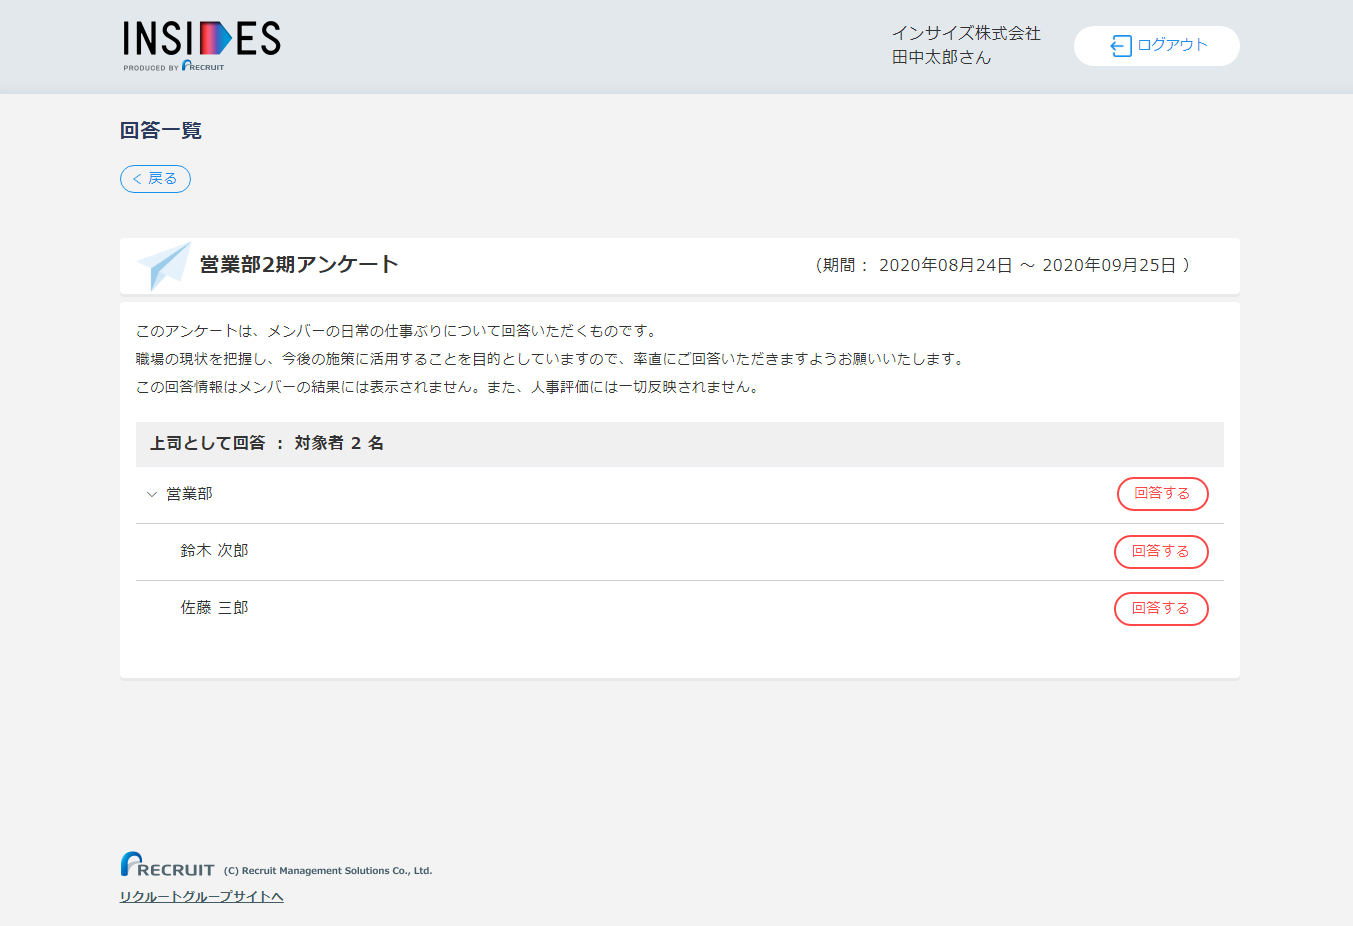 INSIDES
PRODUCED BY RECRUIT
インサイズ株式会社
田中太郎さん
ログアウト
回答一覧
< 戻る
営業部2期アンケート
（期間： 2020年08月24日 ～ 2020年09月25日 ）
このアンケートは、メンバーの日常の仕事ぶりについて回答いただくものです。
職場の現状を把握し、今後の施策に活用することを目的としていますので、率直にご回答いただきますようお願いいたします。
この回答情報はメンバーの結果には表示されません。また、人事評価には一切反映されません。
上司として回答 ： 対象者 2 名
営業部
回答する
鈴木 次郎
回答する
佐藤 三郎
回答する
RECRUIT (C) Recruit Management Solutions Co., Ltd.
リクルートグループサイトへ